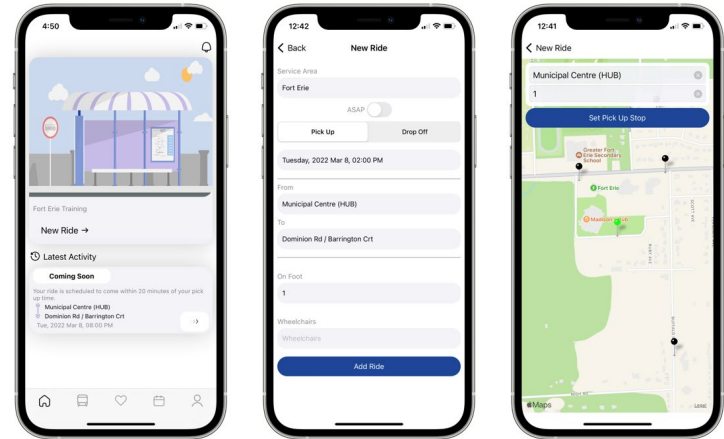 4:50
Fort Erie Training
New Ride →
Latest Activity
Coming Soon
Your ride is scheduled to come within 20 minutes of your pick
up time.
Municipal Centre (HUB)
Dominion Rd / Barrington Crt
Tue, 2022 Mar 8, 08:00 PM
12:42
Back
New Ride
Service Area
Fort Erie
ASAP
Pick Up
Drop Off
Tuesday, 2022 Mar 8, 02:00 PM
From
Municipal Centre (HUB)
To
Dominion Rd / Barrington Crt
On Foot
1
Wheelchairs
Wheelchairs
Add Ride
12:41
New Ride
Municipal Centre (HUB)
1
Set Pick Up Stop
Greater Fort
Erie Secondary
School
Fort Erie
SCOTT AVE
BUFFALO
Maps
Legal